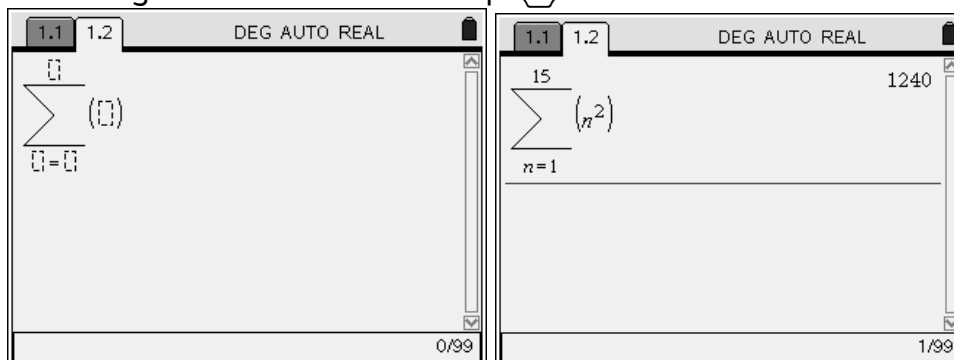 1.1 1.2 DEG AUTO REAL
∑ (▯)
▯=▯
0/99
1.1 1.2 DEG AUTO REAL
15
∑ (n²) 1240
n=1
1/99